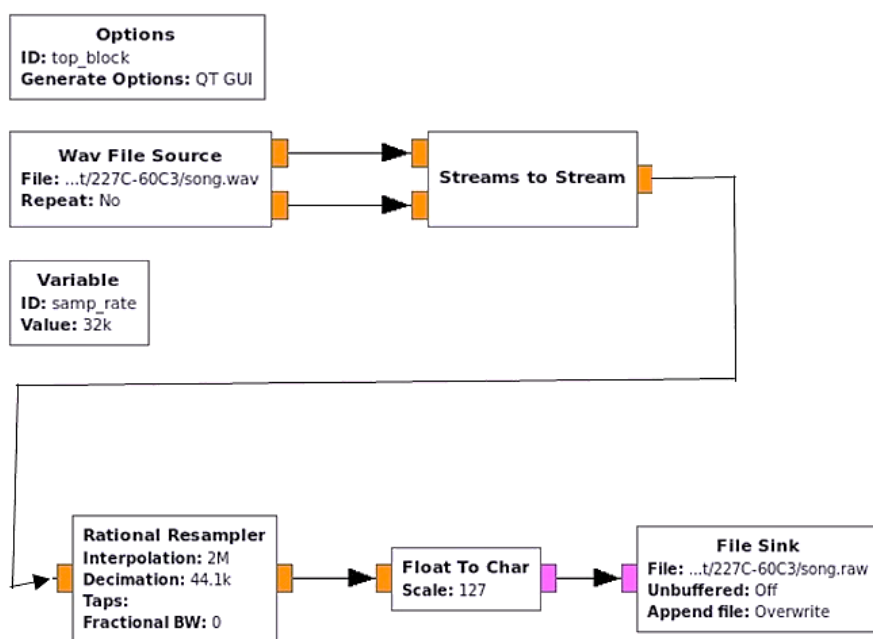 Options
ID: top_block
Generate Options: QT GUI
Wav File Source
File: ...t/227C-60C3/song.wav
Repeat: No
Streams to Stream
Variable
ID: samp_rate
Value: 32k
Rational Resampler
Interpolation: 2M
Decimation: 44.1k
Taps:
Fractional BW: 0
Float To Char
Scale: 127
File Sink
File: ...t/227C-60C3/song.raw
Unbuffered: Off
Append file: Overwrite